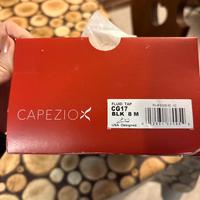 CAPEZIO
FLUID TAP
CG17
BLK 8 M
USA Designed